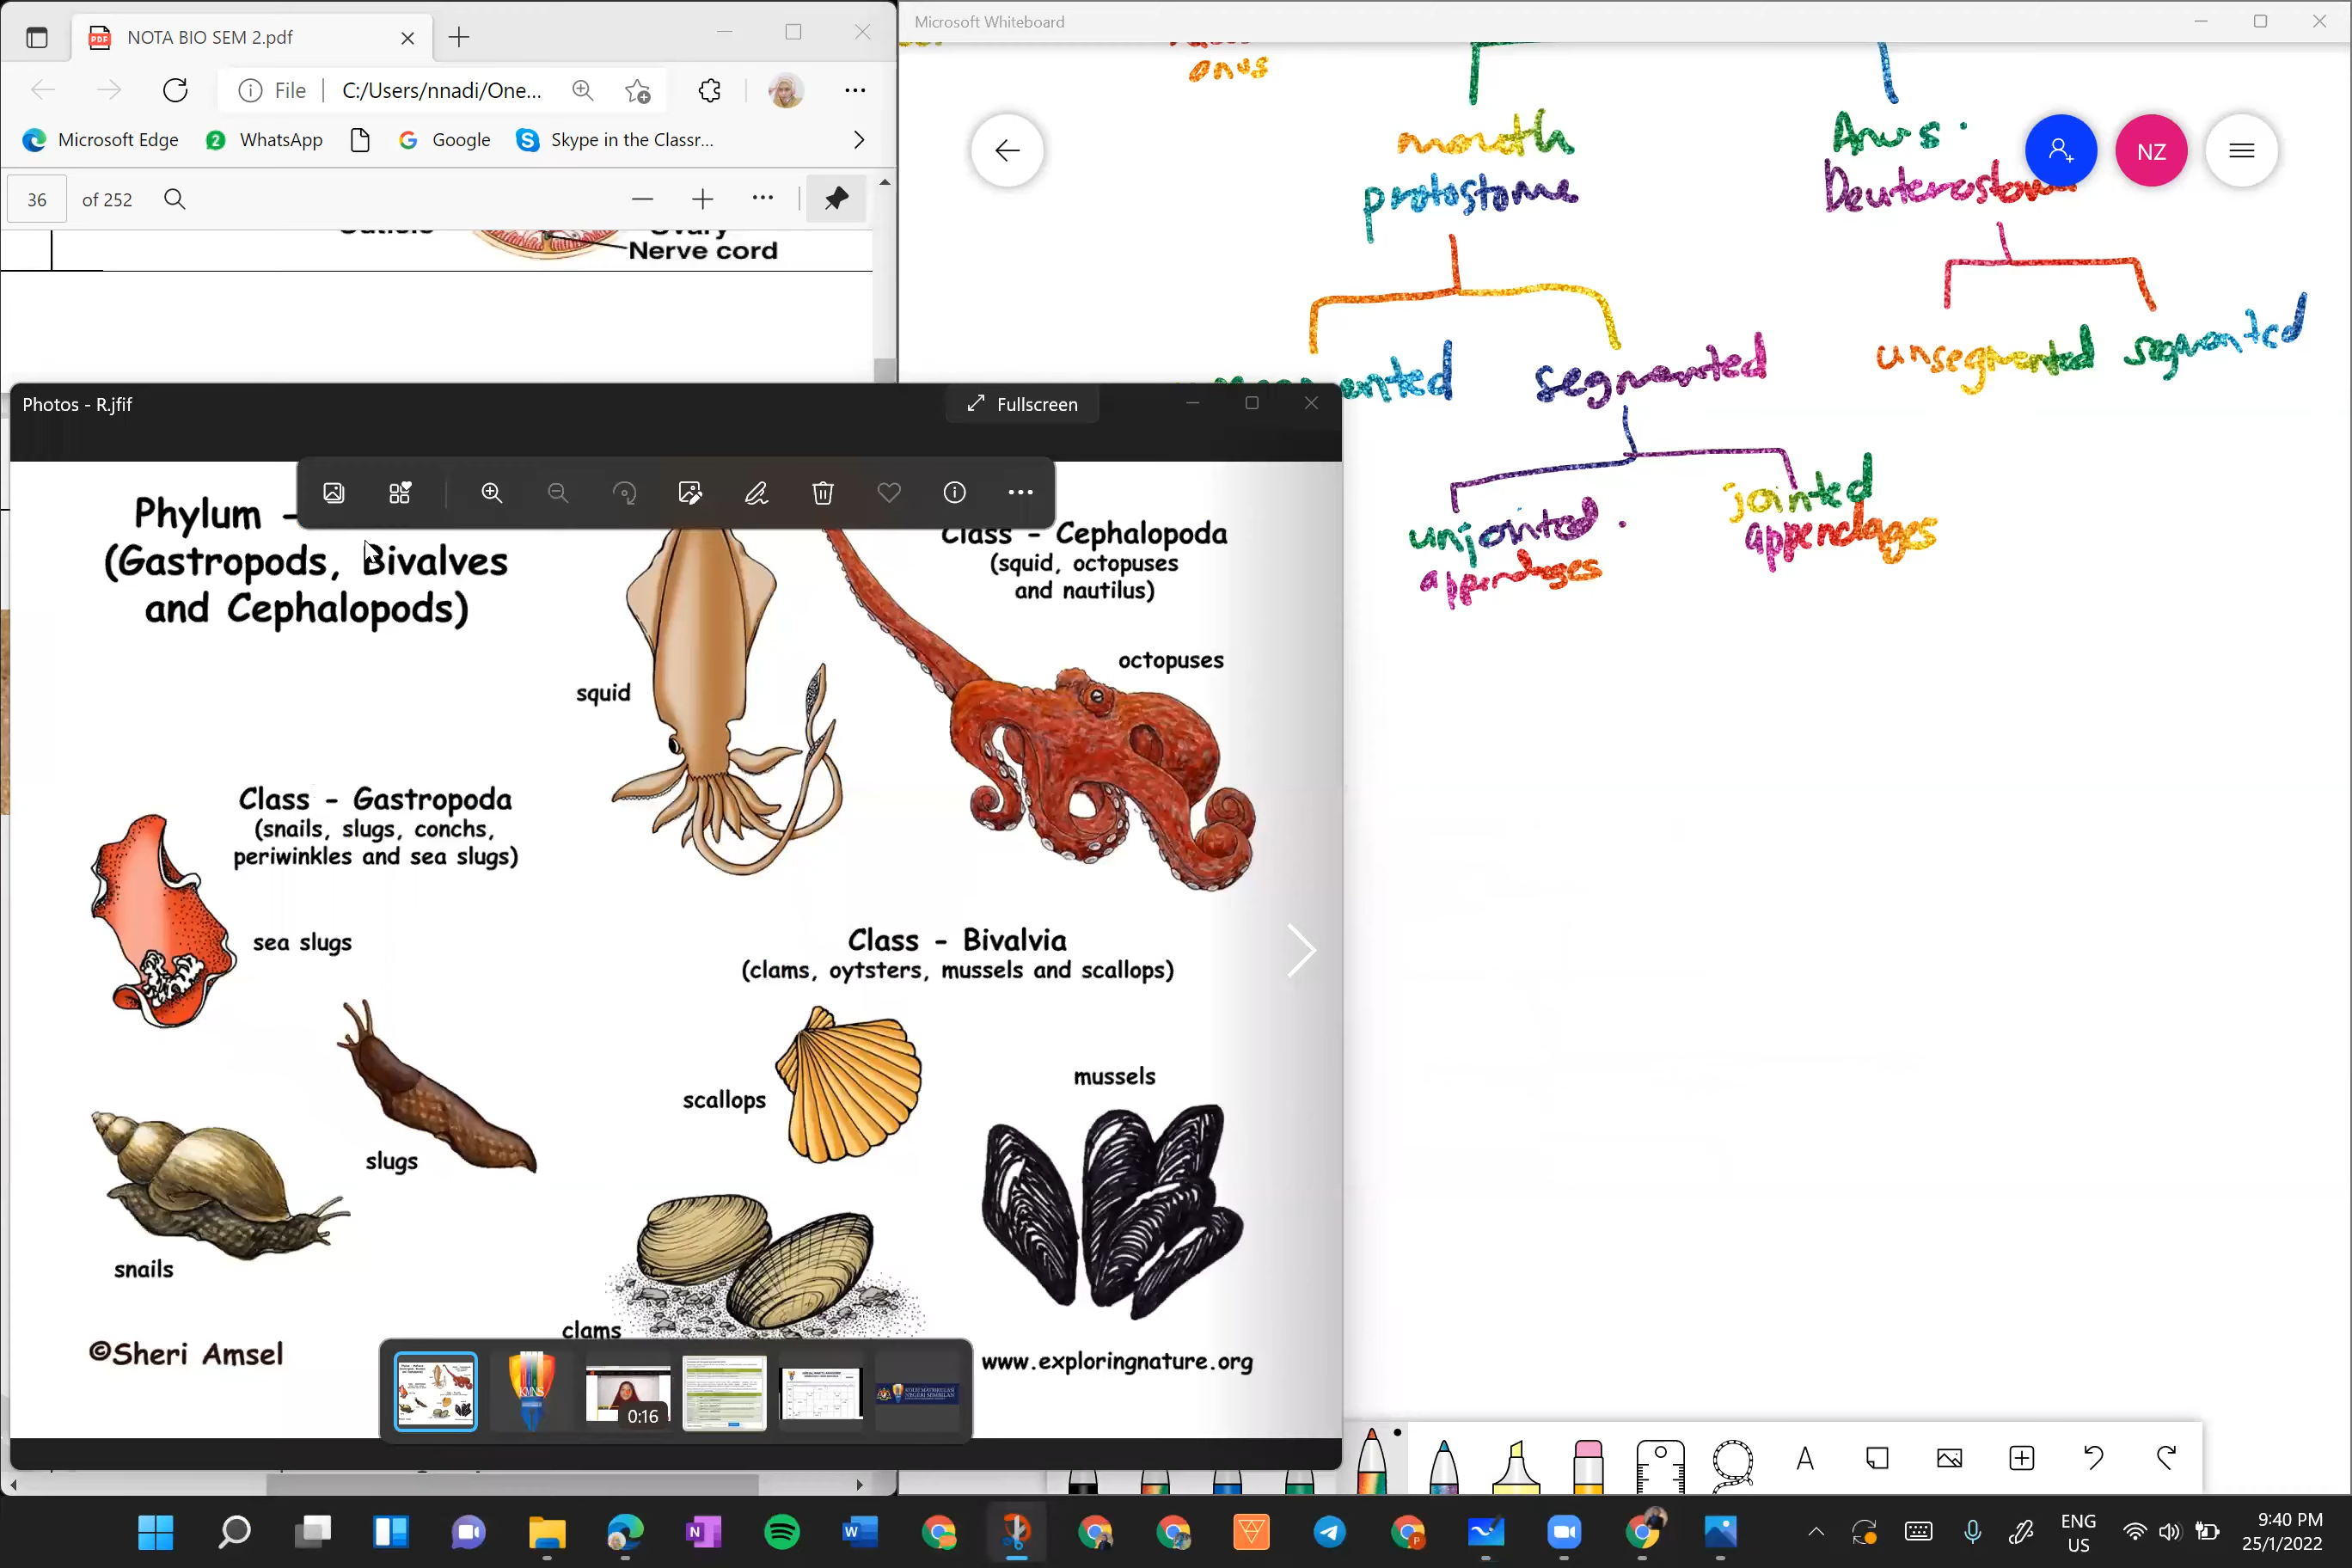 NOTA BIO SEM 2.pdf
File
C:/Users/nnadi/One...
Microsoft Edge
WhatsApp
Google
Skype in the Classr...
36
of 252
Nerve cord
Microsoft Whiteboard
anus
mouth
protostome
Anus.
NZ
segmented
unsegmented
segmented
unjointed.
appendages
jointed
appendages
Photos - R.jfif
Fullscreen
Phylum -
(Gastropods, Bivalves
and Cephalopods)
Class - Cephalopoda
(squid, octopuses
and nautilus)
octopuses
squid
Class - Gastropoda
(snails, slugs, conchs,
periwinkles and sea slugs)
sea slugs
Class - Bivalvia
(clams, oytsters, mussels and scallops)
scallops
mussels
slugs
snails
clams
©Sheri Amsel
www.exploringnature.org
KMNS
0:16
ENG
US
9:40 PM
25/1/2022